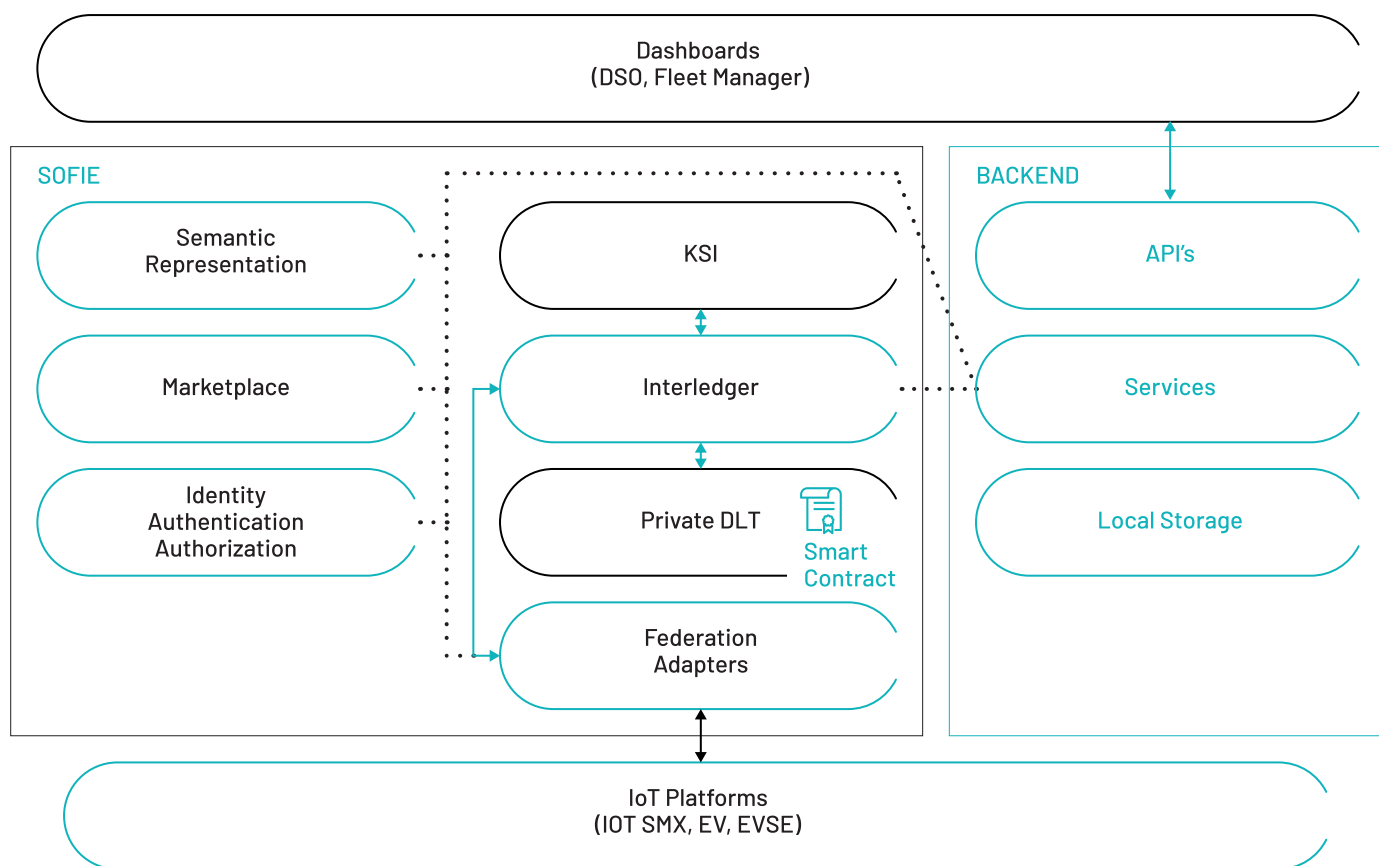 Dashboards
(DSO, Fleet Manager)
SOFIE
Semantic
Representation
Marketplace
Identity
Authentication
Authorization
KSI
Interledger
Private DLT
Smart
Contract
Federation
Adapters
BACKEND
API's
Services
Local Storage
IoT Platforms
(IOT SMX, EV, EVSE)